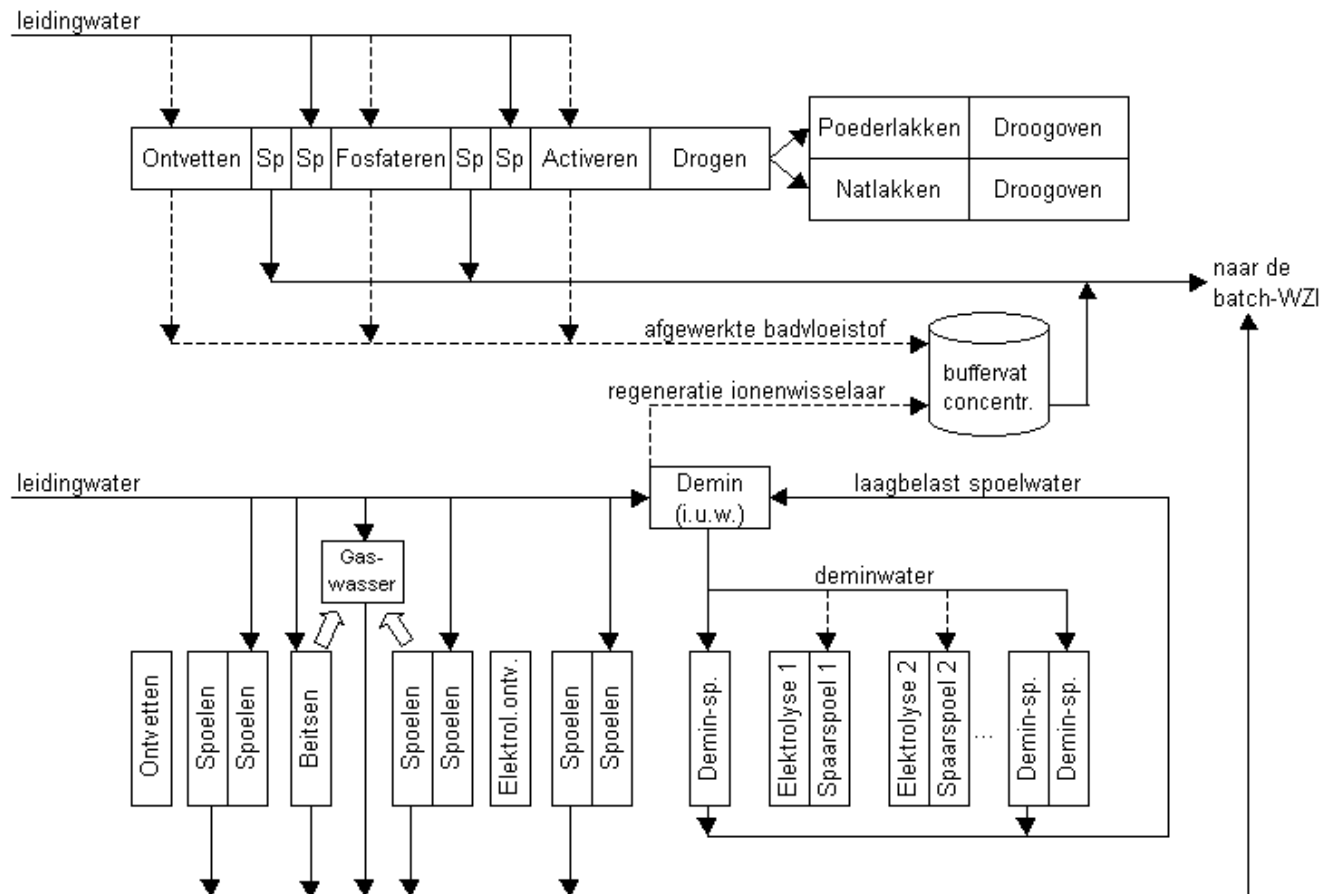 leidingwater
Ontvetten Sp Sp Fosfateren Sp Sp Activeren Drogen
Poederlakken Droogoven
Natlakken Droogoven
naar de
batch-WZI
afgewerkte badvloeistof
buffervat
concentr.
regeneratie ionenwisselaar
leidingwater
Demin
(i.u.w.)
laagbelast spoelwater
Gas-
wasser
deminwater
Ontvetten
Spoelen
Spoelen
Beitsen
Spoelen
Spoelen
Elektrol.ontv.
Spoelen
Spoelen
Demin-sp.
Elektrolyse 1
Spaarspoel 1
Elektrolyse 2
Spaarspoel 2
...
Demin-sp.
Demin-sp.